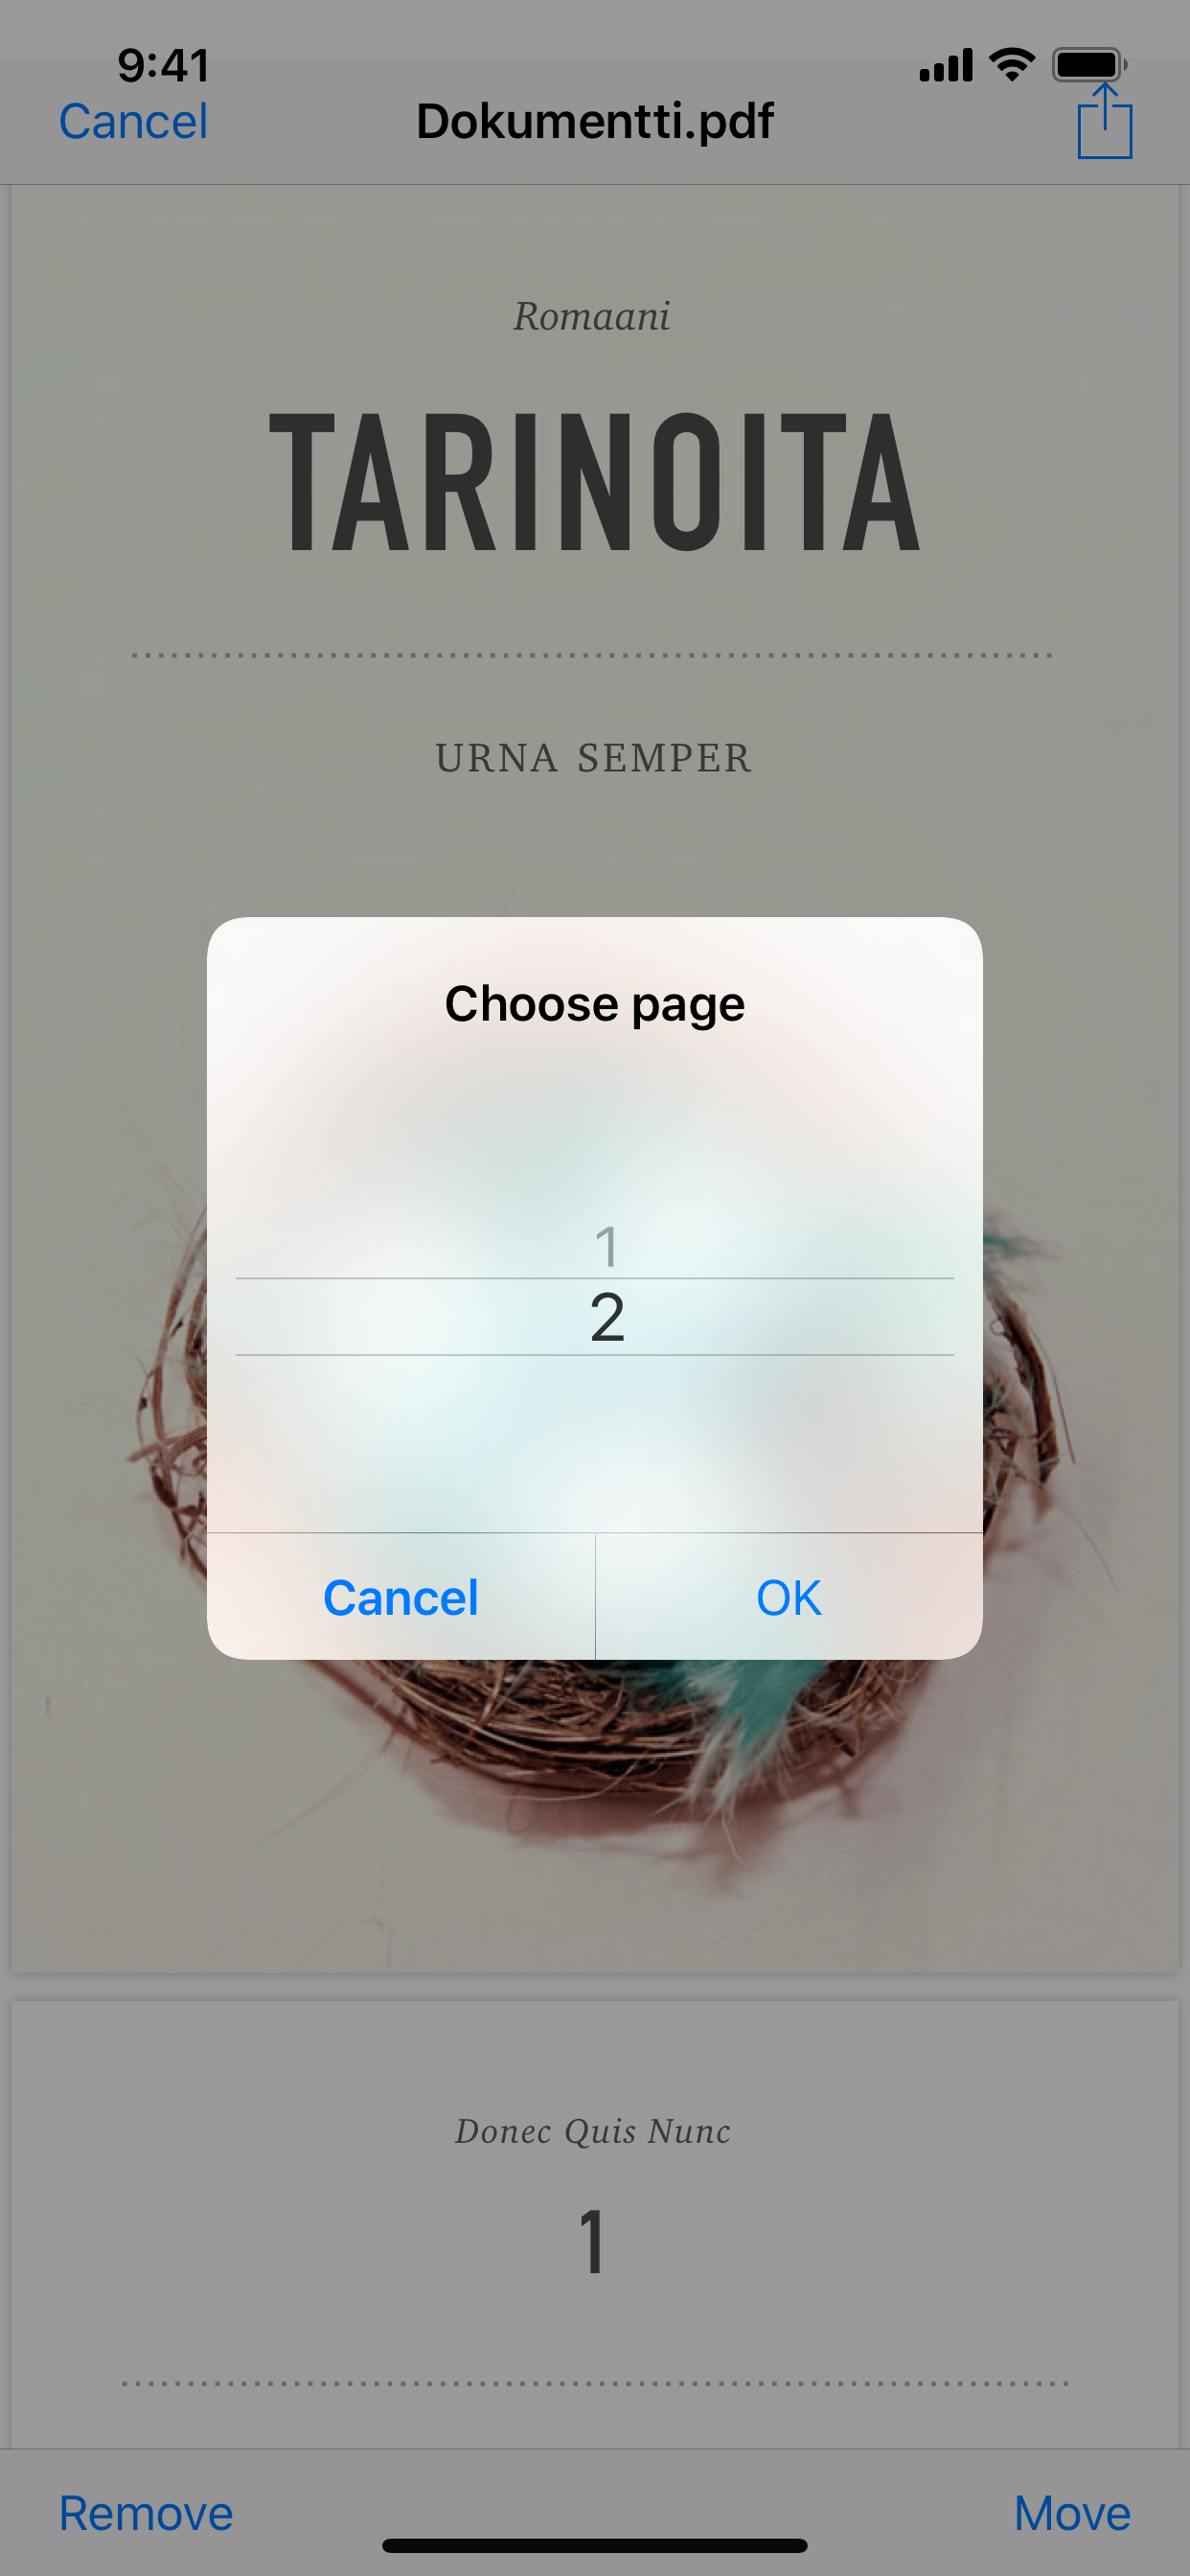 9:41
Cancel Dokumentti.pdf
Romaani
TARINOITA
URNA SEMPER
Choose page
1
2
Cancel OK
Donec Quis Nunc
1
Remove Move